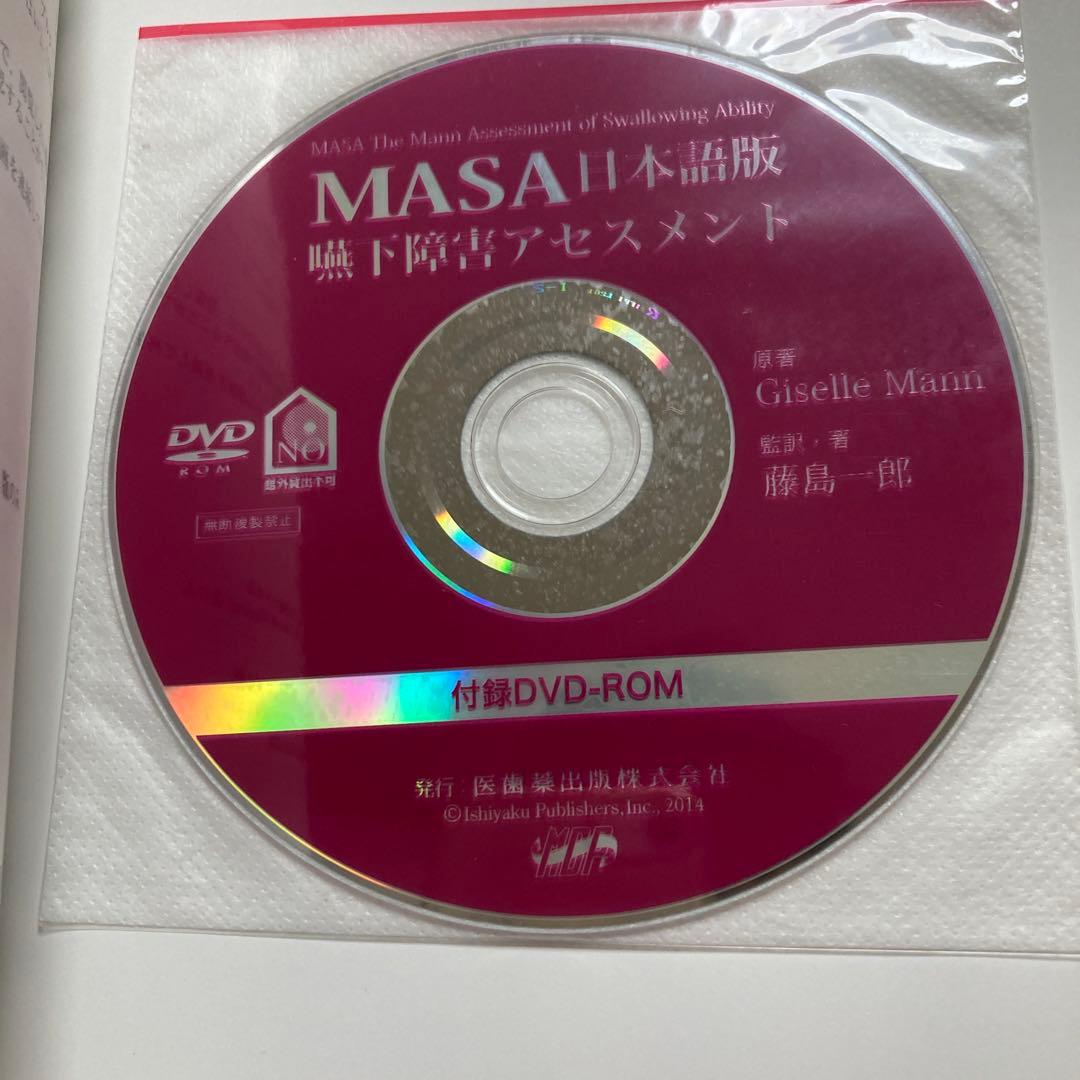 MASA The Mann Assessment of Swallowing Ability
MASA日本語版
嚥下障害アセスメント
原著
Giselle Mann
監訳・著
藤島一郎
DVD
ROM
NO
館外貸出不可
無断複製禁止
付録DVD-ROM
発行:医歯薬出版株式会社
©Ishiyaku Publishers, Inc., 2014